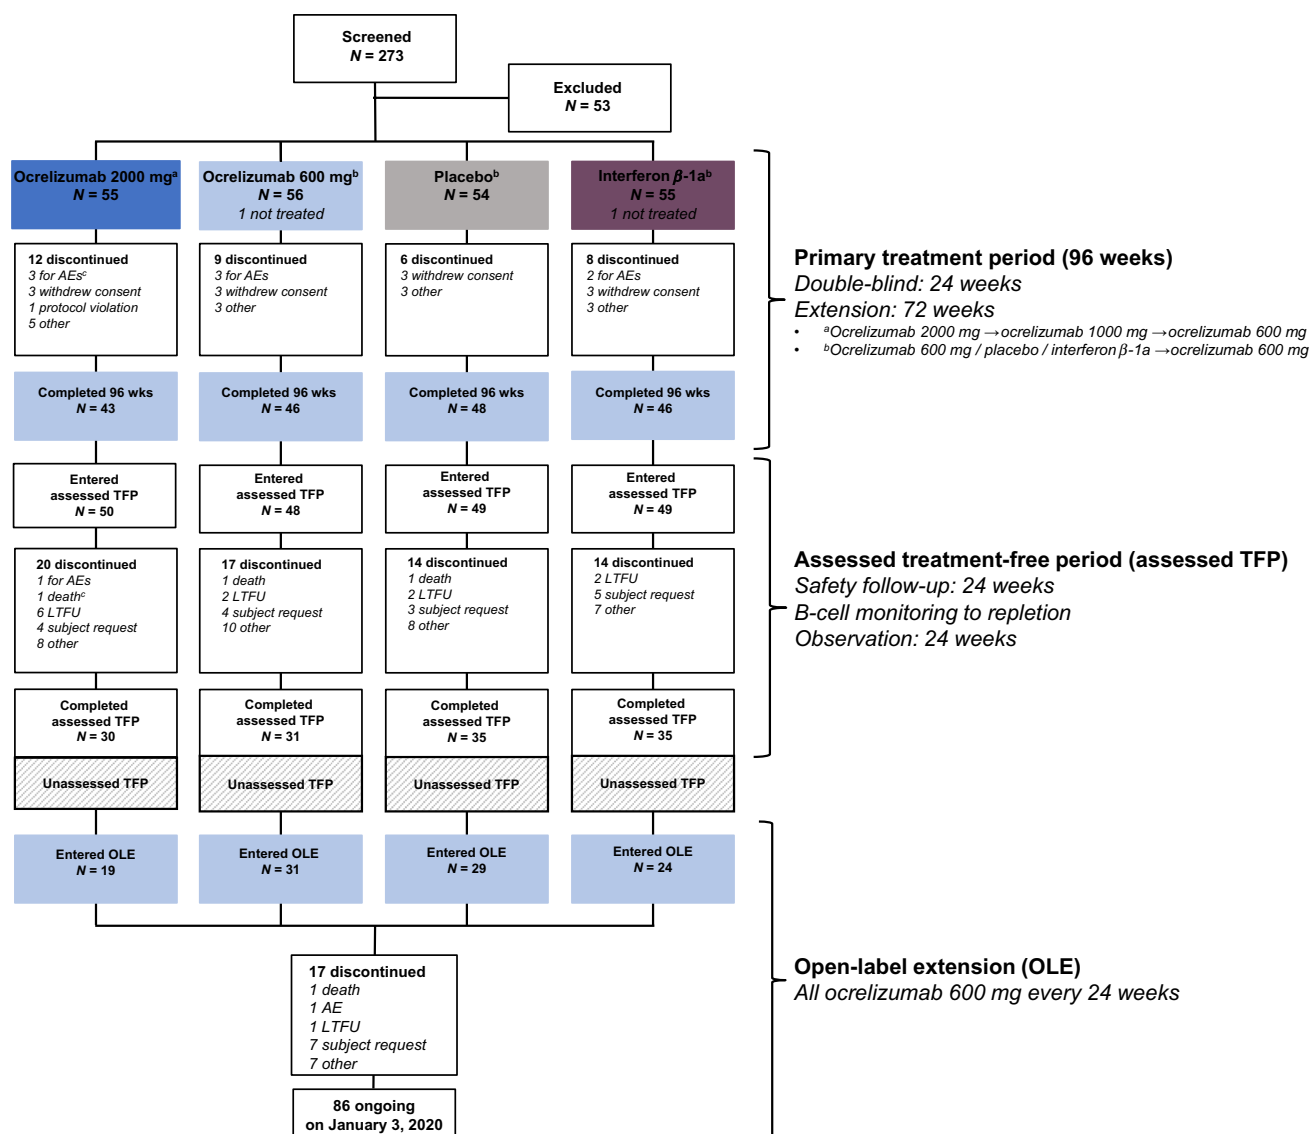 Screened
N = 273
Excluded
N = 53
Ocrelizumab 2000 mgᵃ
N = 55
Ocrelizumab 600 mgᵇ
N = 56
1 not treated
Placeboᵇ
N = 54
Interferon β-1aᵇ
N = 55
1 not treated
12 discontinued
3 for AEsᶜ
3 withdrew consent
1 protocol violation
5 other
9 discontinued
3 for AEs
3 withdrew consent
3 other
6 discontinued
3 withdrew consent
3 other
8 discontinued
2 for AEs
3 withdrew consent
3 other
Completed 96 wks
N = 43
Completed 96 wks
N = 46
Completed 96 wks
N = 48
Completed 96 wks
N = 46
Primary treatment period (96 weeks)
Double-blind: 24 weeks
Extension: 72 weeks
• ᵃOcrelizumab 2000 mg →ocrelizumab 1000 mg →ocrelizumab 600 mg
• ᵇOcrelizumab 600 mg / placebo / interferon β-1a →ocrelizumab 600 mg
Entered
assessed TFP
N = 50
Entered
assessed TFP
N = 48
Entered
assessed TFP
N = 49
Entered
assessed TFP
N = 49
20 discontinued
1 for AEs
1 deathᶜ
6 LTFU
4 subject request
8 other
17 discontinued
1 death
2 LTFU
4 subject request
10 other
14 discontinued
1 death
2 LTFU
3 subject request
8 other
14 discontinued
2 LTFU
5 subject request
7 other
Completed
assessed TFP
N = 30
Completed
assessed TFP
N = 31
Completed
assessed TFP
N = 35
Completed
assessed TFP
N = 35
Assessed treatment-free period (assessed TFP)
Safety follow-up: 24 weeks
B-cell monitoring to repletion
Observation: 24 weeks
Unassessed TFP
Unassessed TFP
Unassessed TFP
Unassessed TFP
Entered OLE
N = 19
Entered OLE
N = 31
Entered OLE
N = 29
Entered OLE
N = 24
17 discontinued
1 death
1 AE
1 LTFU
7 subject request
7 other
86 ongoing
on January 3, 2020
Open-label extension (OLE)
All ocrelizumab 600 mg every 24 weeks